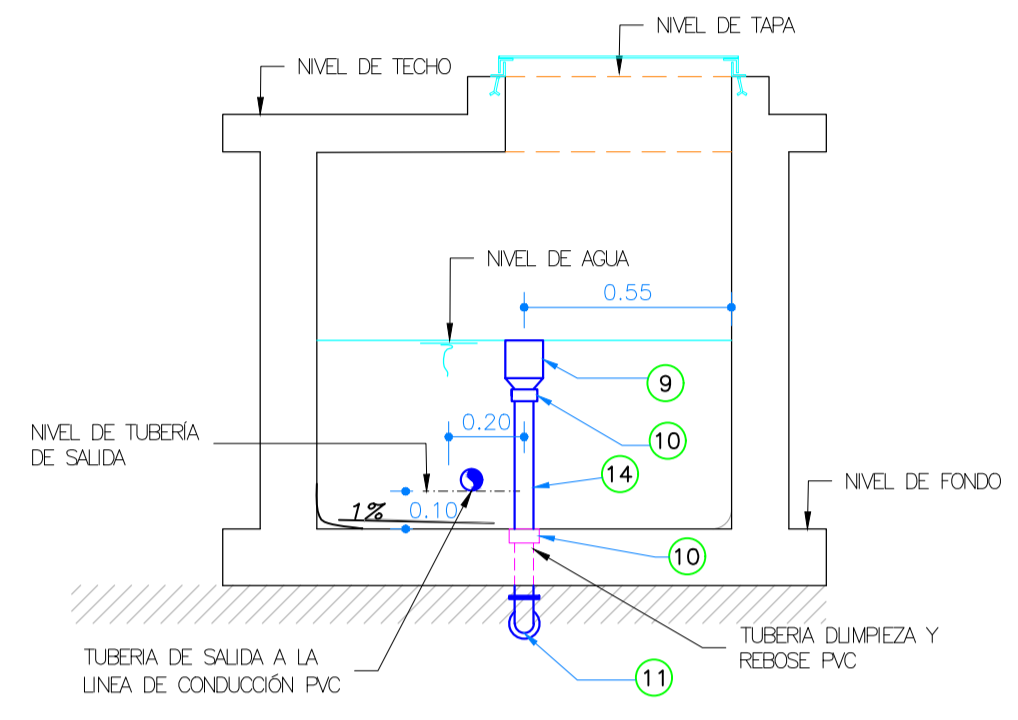 NIVEL DE TAPA
NIVEL DE TECHO
NIVEL DE AGUA
0.55
9
0.20
10
NIVEL DE TUBERÍA
DE SALIDA
14
NIVEL DE FONDO
1%
0.10
10
TUBERIA DLIMPIEZA Y
REBOSE PVC
TUBERIA DE SALIDA A LA
LINEA DE CONDUCCIÓN PVC
11